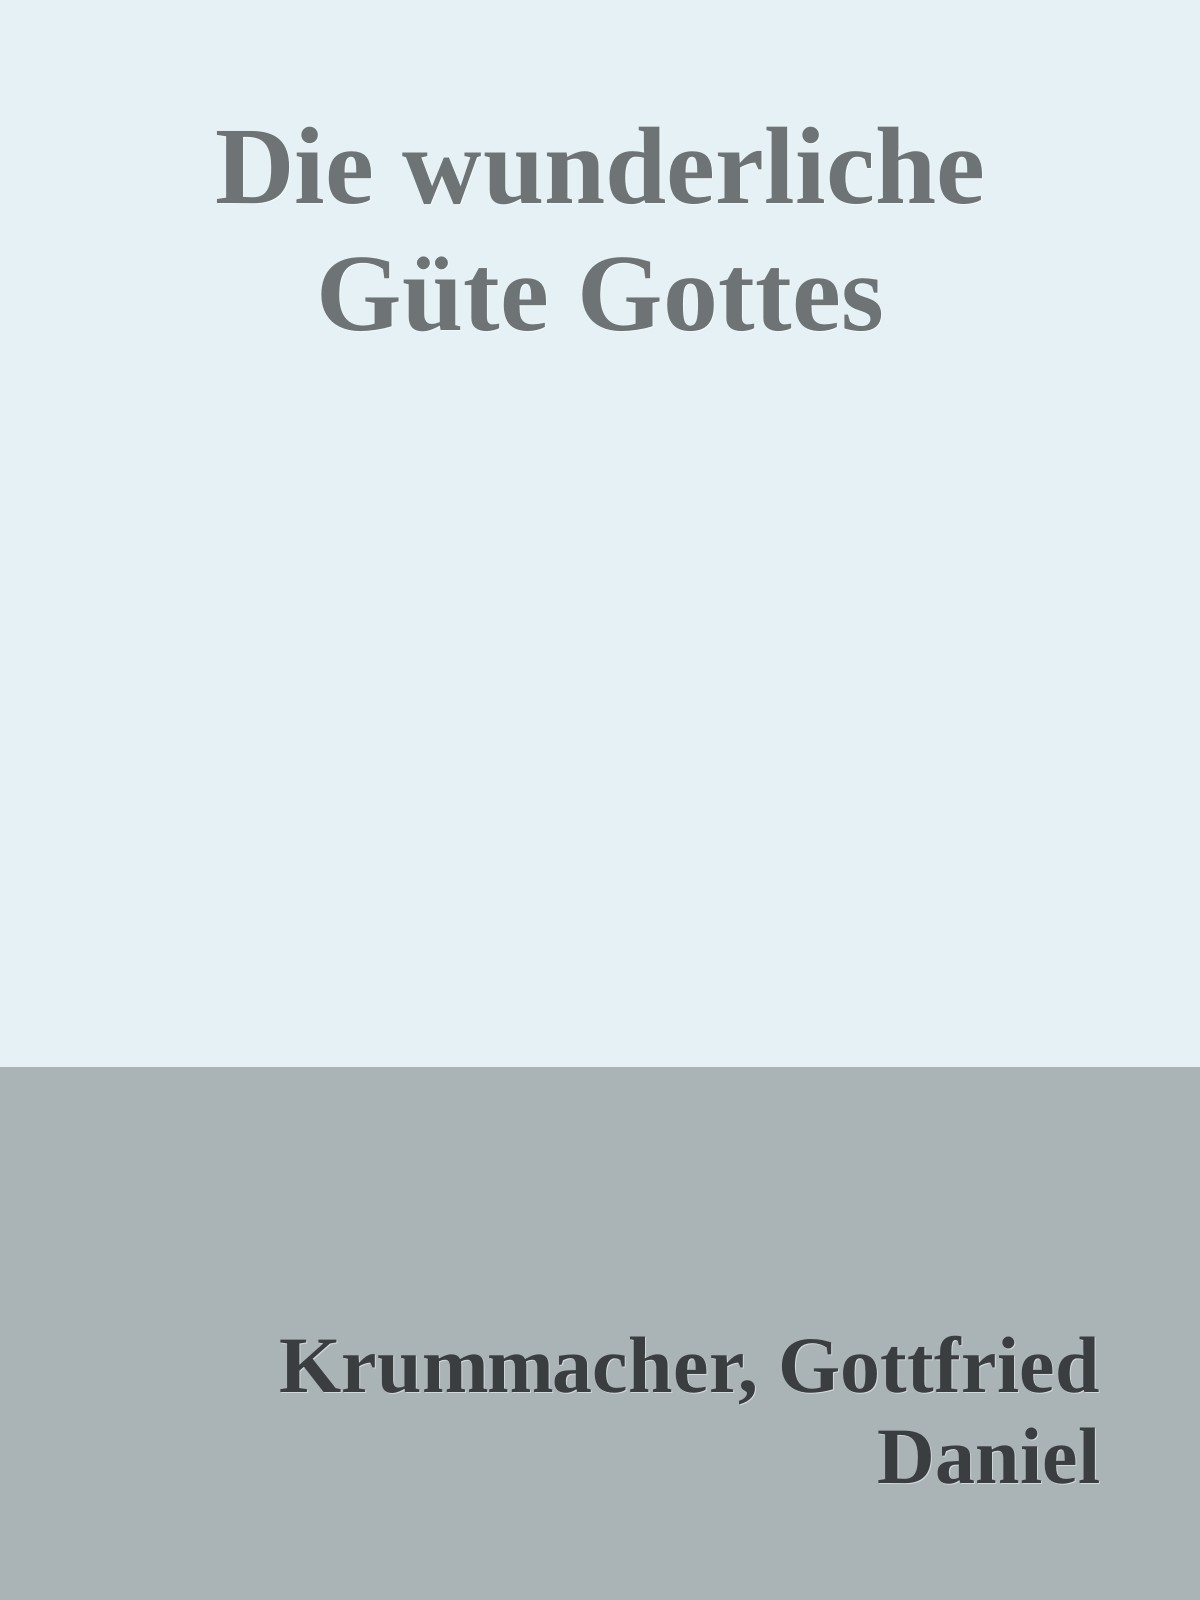 Die wunderliche
Güte Gottes
Krummacher, Gottfried
Daniel